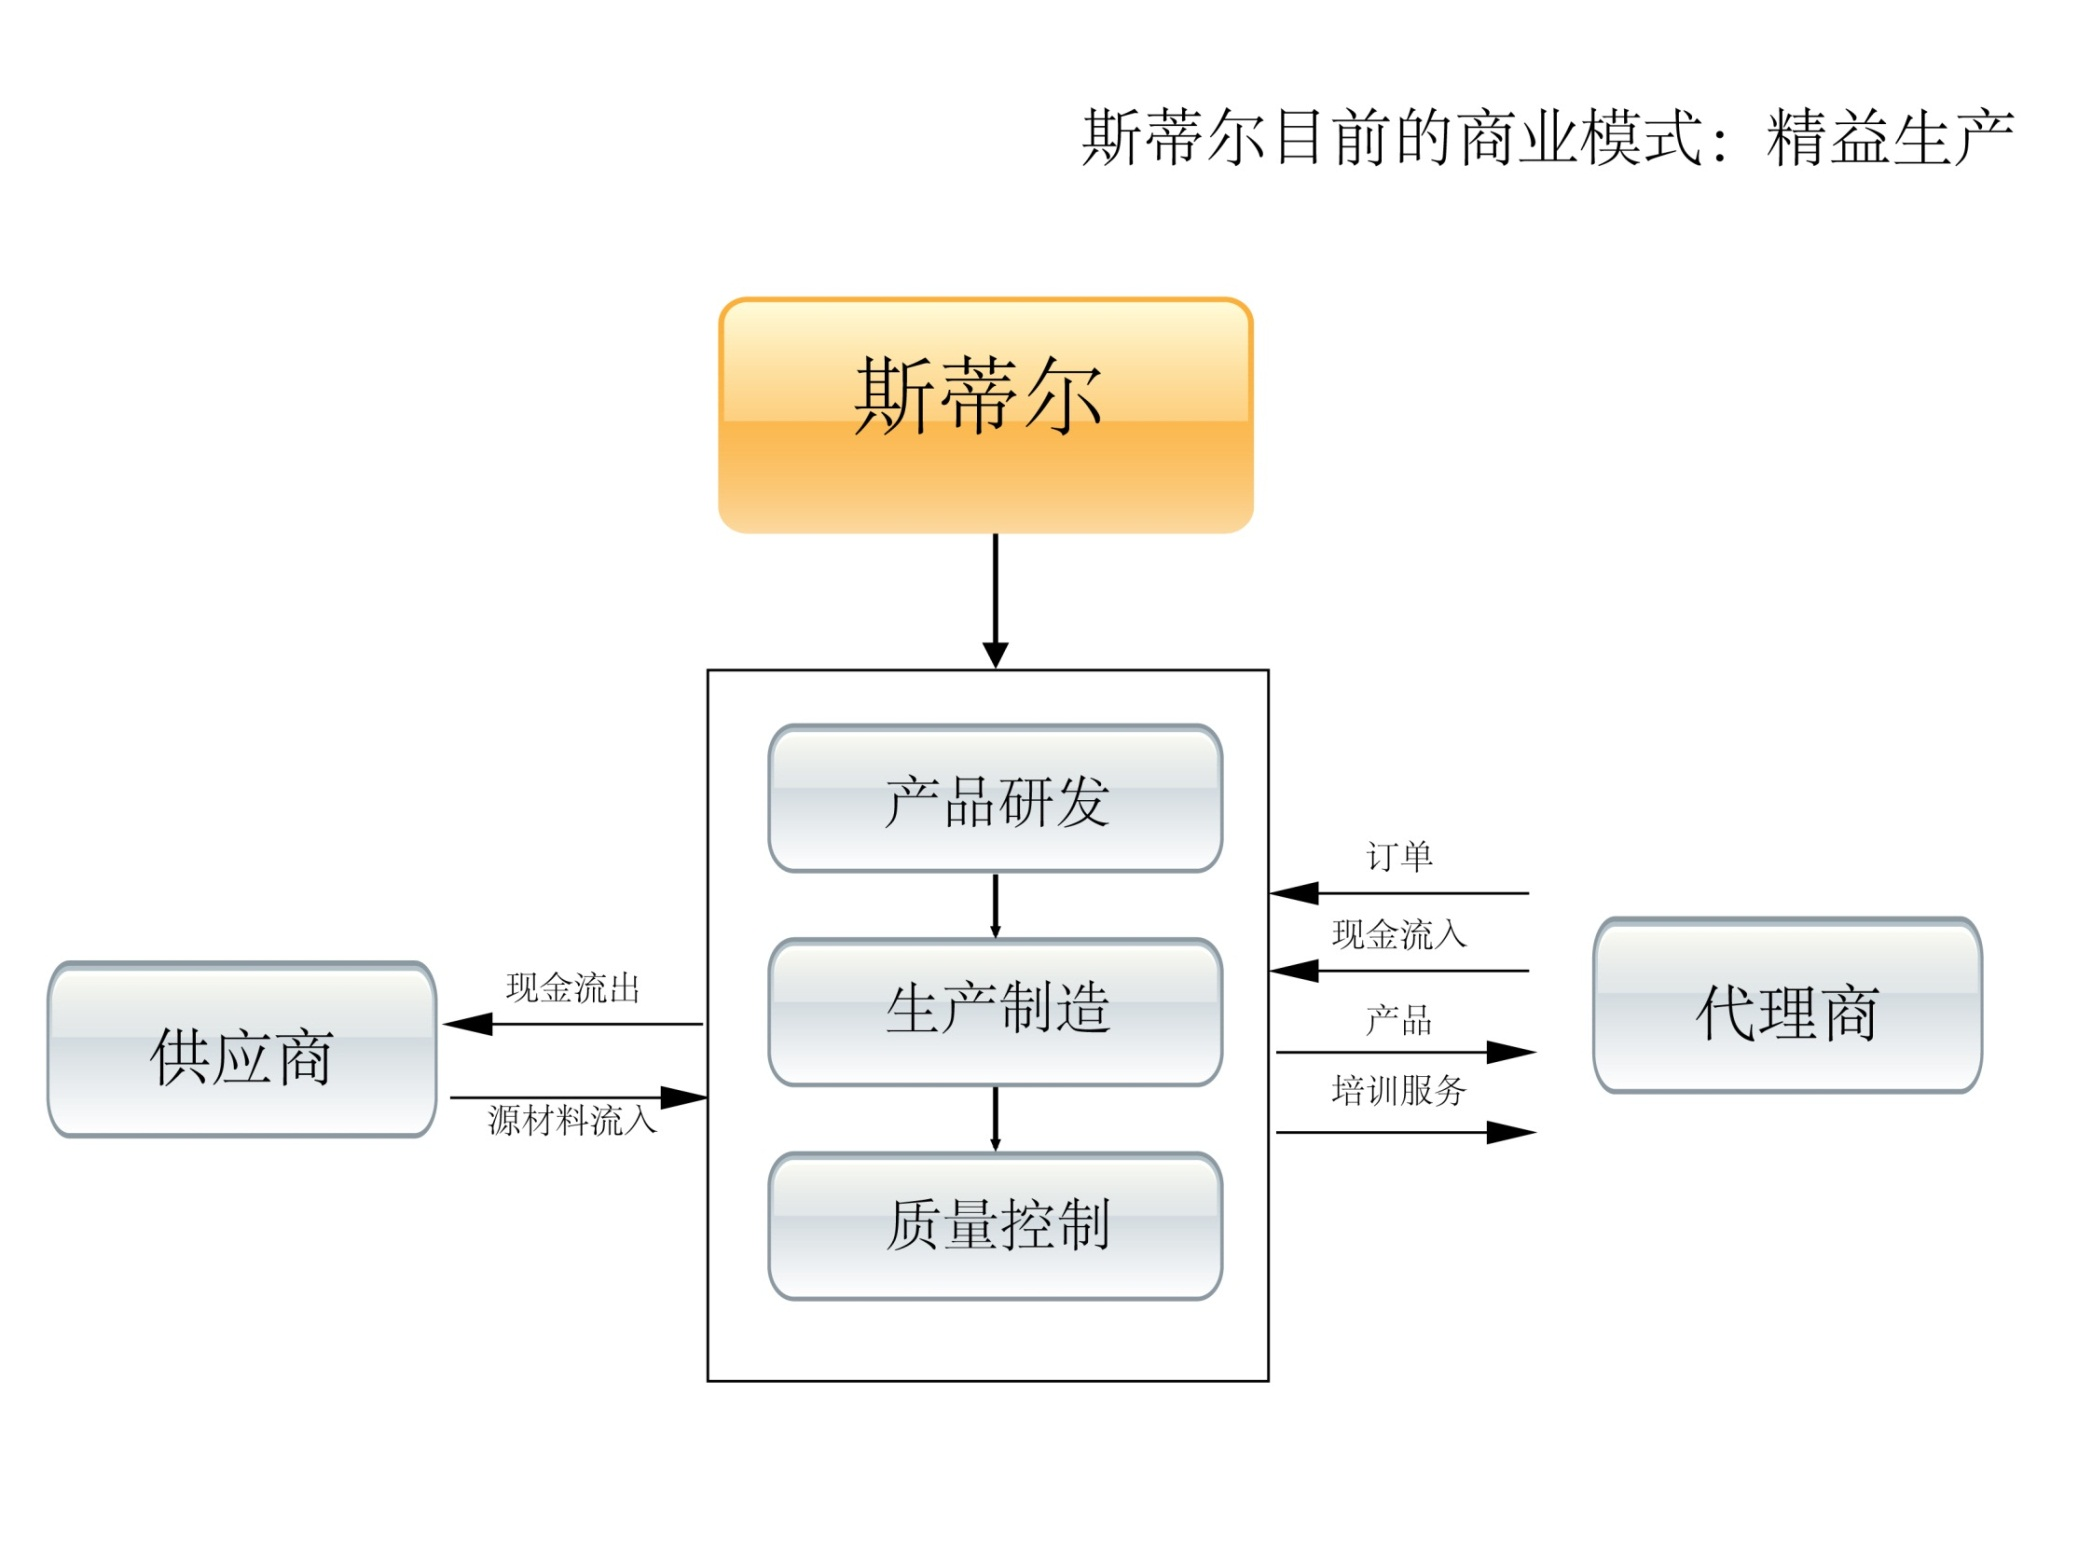 斯蒂尔目前的商业模式：精益生产
斯蒂尔
产品研发
订单
现金流入
现金流出
生产制造
产品
代理商
供应商
培训服务
源材料流入
质量控制